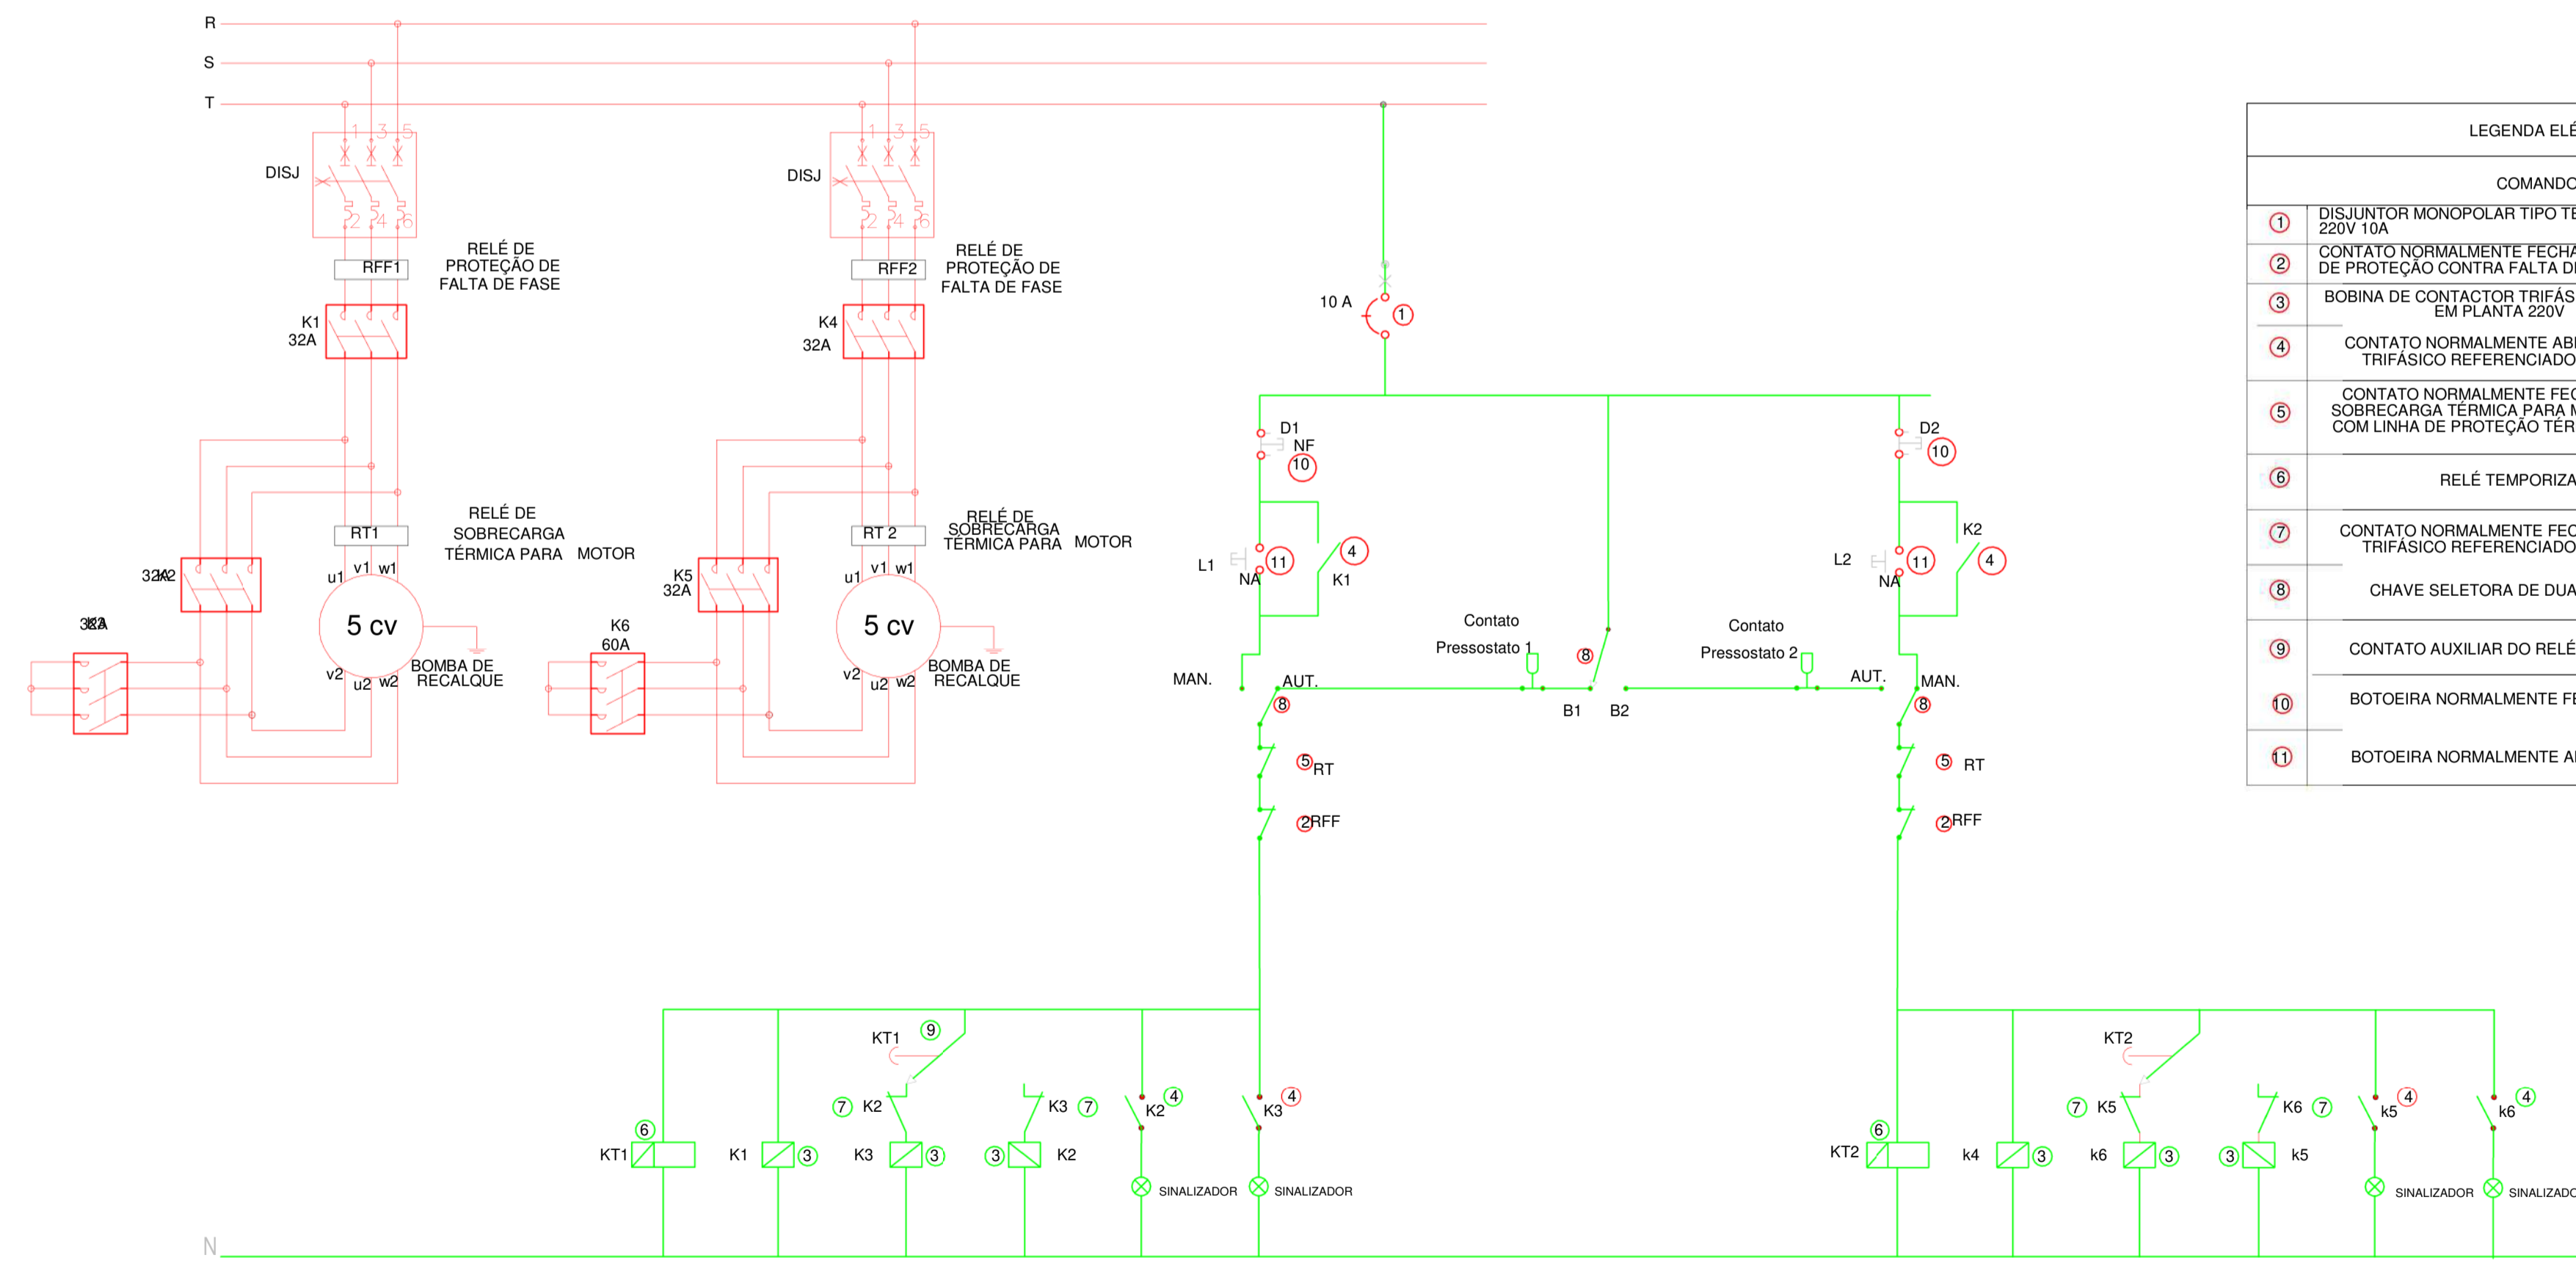 R
S
T
DISJ
1 3 5
2 4 6
RFF1
RELÉ DE
PROTEÇÃO DE
FALTA DE FASE
K1
32A
RT1
RELÉ DE
SOBRECARGA
TÉRMICA PARA MOTOR
32A
u1 v1 w1
5 cv
BOMBA DE
RECALQUE
v2 u2 w2
32A
DISJ
1 3 5
2 4 6
RFF2
RELÉ DE
PROTEÇÃO DE
FALTA DE FASE
K4
32A
RT 2
RELÉ DE
SOBRECARGA
TÉRMICA PARA MOTOR
K5
32A
u1 v1 w1
5 cv
BOMBA DE
RECALQUE
v2 u2 w2
K6
60A
10 A
1
D1
NF
10
L1
NA
11
4
K1
MAN.
AUT.
8
Contato
Pressostato 1
8
B1 B2
Contato
Pressostato 2
D2
10
K2
L2
NA
11
4
AUT.
MAN.
8
5 RT
2 RFF
5 RT
2 RFF
KT1
9
7 K2
K3 7
K2 4
K3 4
6
KT1
K1 3
K3 3
3 K2
SINALIZADOR
SINALIZADOR
KT2
7 K5
K6 7
k5 4
k6 4
6
KT2
k4 3
k6 3
3 k5
SINALIZADOR
SINALIZADO
N
LEGENDA ELÉ
COMANDO
1 DISJUNTOR MONOPOLAR TIPO TE
220V 10A
2 CONTATO NORMALMENTE FECHA
DE PROTEÇÃO CONTRA FALTA DE
3 BOBINA DE CONTACTOR TRIFÁS
EM PLANTA 220V
4 CONTATO NORMALMENTE ABE
TRIFÁSICO REFERENCIADO
5 CONTATO NORMALMENTE FEC
SOBRECARGA TÉRMICA PARA M
COM LINHA DE PROTEÇÃO TÉR
6 RELÉ TEMPORIZA
7 CONTATO NORMALMENTE FEC
TRIFÁSICO REFERENCIADO
8 CHAVE SELETORA DE DUA
9 CONTATO AUXILIAR DO RELÉ
10 BOTOEIRA NORMALMENTE FE
11 BOTOEIRA NORMALMENTE A